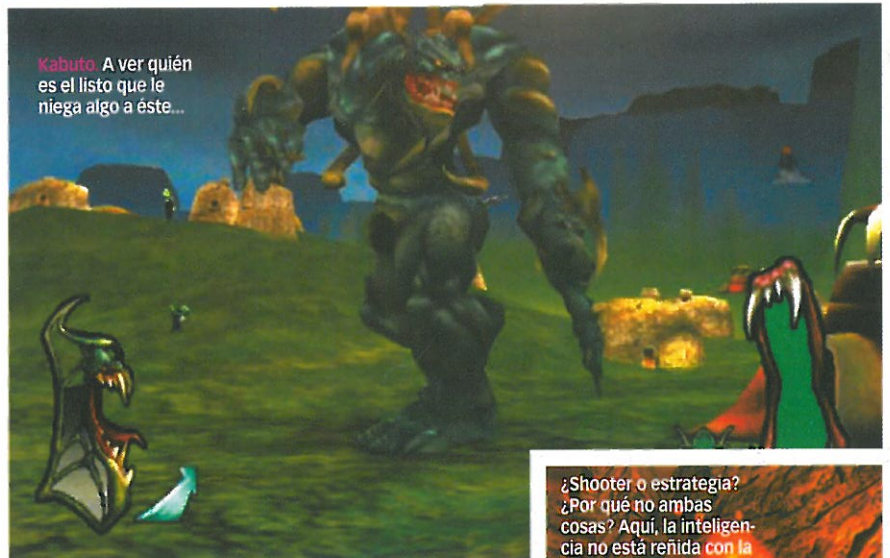 Kabuto. A ver quién
es el listo que le
niega algo a éste...
¿Shooter o estrategia?
¿Por qué no ambas
cosas? Aquí, la inteligen-
cia no está reñida con la